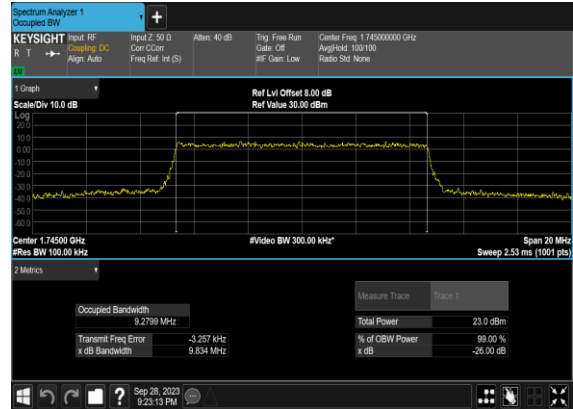 Spectrum Analyzer 1
Occupied BW
KEYSIGHT
R T
LM
Input: RF
Coupling: DC
Align: Auto
Input Z: 50 Ω
Corr CCorr
Freq Ref: Int (S)
Atten: 40 dB
Trig: Free Run
Gate: Off
#IF Gain: Low
Center Freq: 1.745000000 GHz
Avg|Hold: 100/100
Radio Std: None
1 Graph
Scale/Div 10.0 dB
Ref Lvl Offset 8.00 dB
Ref Value 30.00 dBm
Log
20.0
10.0
0.00
-10.0
-20.0
-30.0
-40.0
-50.0
-60.0
Center 1.74500 GHz
#Res BW 100.00 kHz
#Video BW 300.00 kHz*
Span 20 MHz
Sweep 2.53 ms (1001 pts)
2 Metrics
Measure Trace Trace 1
Occupied Bandwidth
9.2799 MHz
Total Power 23.0 dBm
Transmit Freq Error -3.257 kHz
% of OBW Power 99.00 %
x dB Bandwidth 9.834 MHz
x dB -26.00 dB
?
Sep 28, 2023
9:23:13 PM